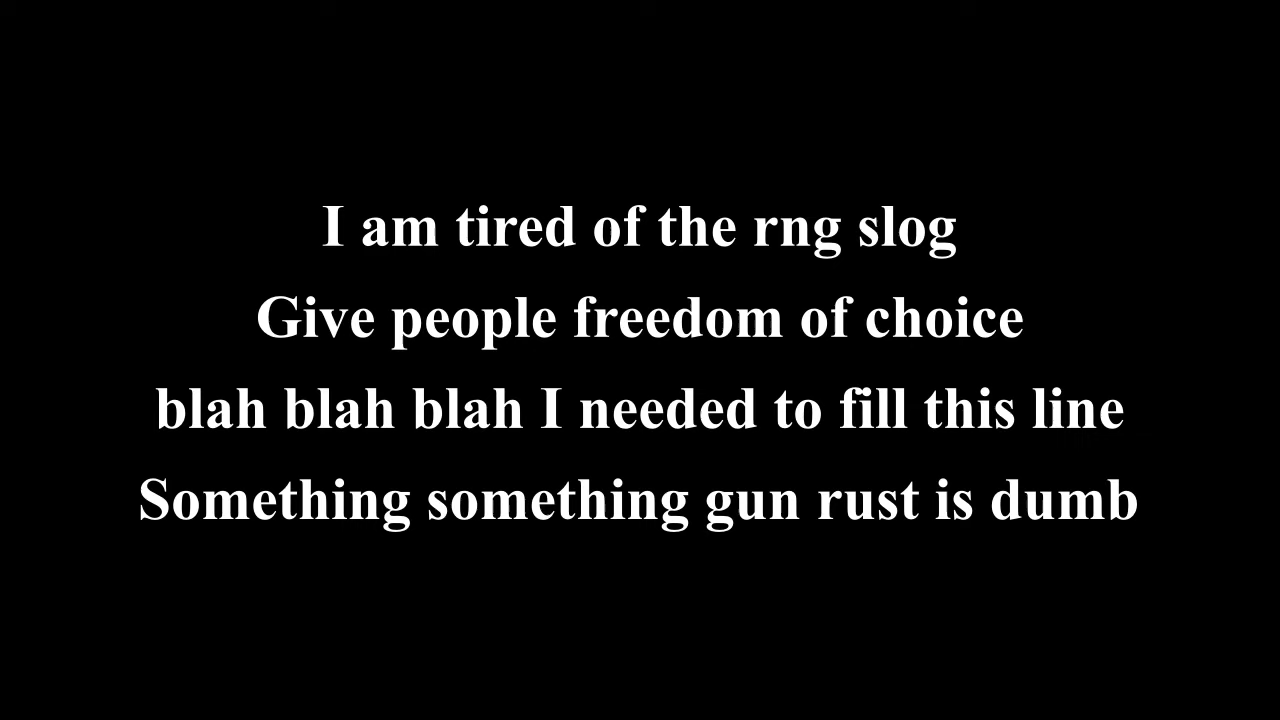 I am tired of the rng slog
Give people freedom of choice
blah blah blah I needed to fill this line
Something something gun rust is dumb